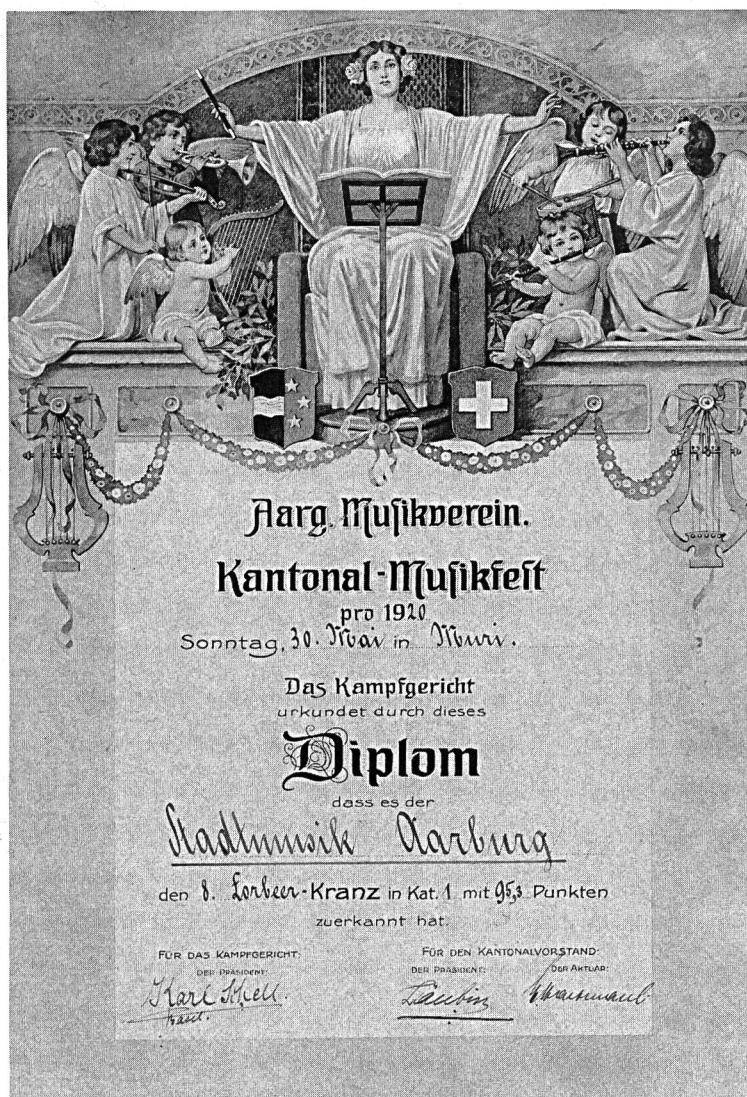 Aarg. Musikverein.
Kantonal-Musikfest
pro 1920
Sonntag, 30. Mai in Muri.
Das Kampfgericht
urkundet durch dieses
Diplom
dass es der
Stadtmusik Aarburg
den 8. Lorbeer-Kranz in Kat. 1 mit 95,3 Punkten
zuerkannt hat.
FÜR DAS KAMPFGERICHT: FÜR DEN KANTONALVORSTAND:
DER PRÄSIDENT: DER PRÄSIDENT: DER AKTUAR:
Karl Schell.
Basel.